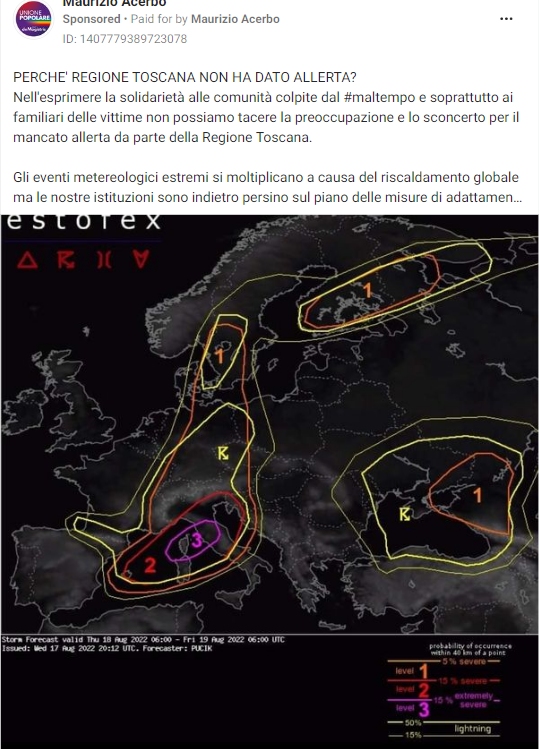 Maurizio Acerbo
UNIONE
POPOLARE
Sponsored • Paid for by Maurizio Acerbo
ID: 1407779389723078
PERCHE' REGIONE TOSCANA NON HA DATO ALLERTA?
Nell'esprimere la solidarietà alle comunità colpite dal #maltempo e soprattutto ai
familiari delle vittime non possiamo tacere la preoccupazione e lo sconcerto per il
mancato allerta da parte della Regione Toscana.
Gli eventi metereologici estremi si moltiplicano a causa del riscaldamento globale
ma le nostre istituzioni sono indietro persino sul piano delle misure di adattamen...
estofex
1
1
1
3
2
Storm Forecast valid Thu 18 Aug 2022 06:00 - Fri 19 Aug 2022 06:00 UTC
Issued: Wed 17 Aug 2022 20:12 UTC. Forecaster: PUCIK
probability of occurrence
within 40 km of a point
5% severe
level 1
15 % severe
level 2
15 % extremely
severe
level 3
50%
lightning
15%